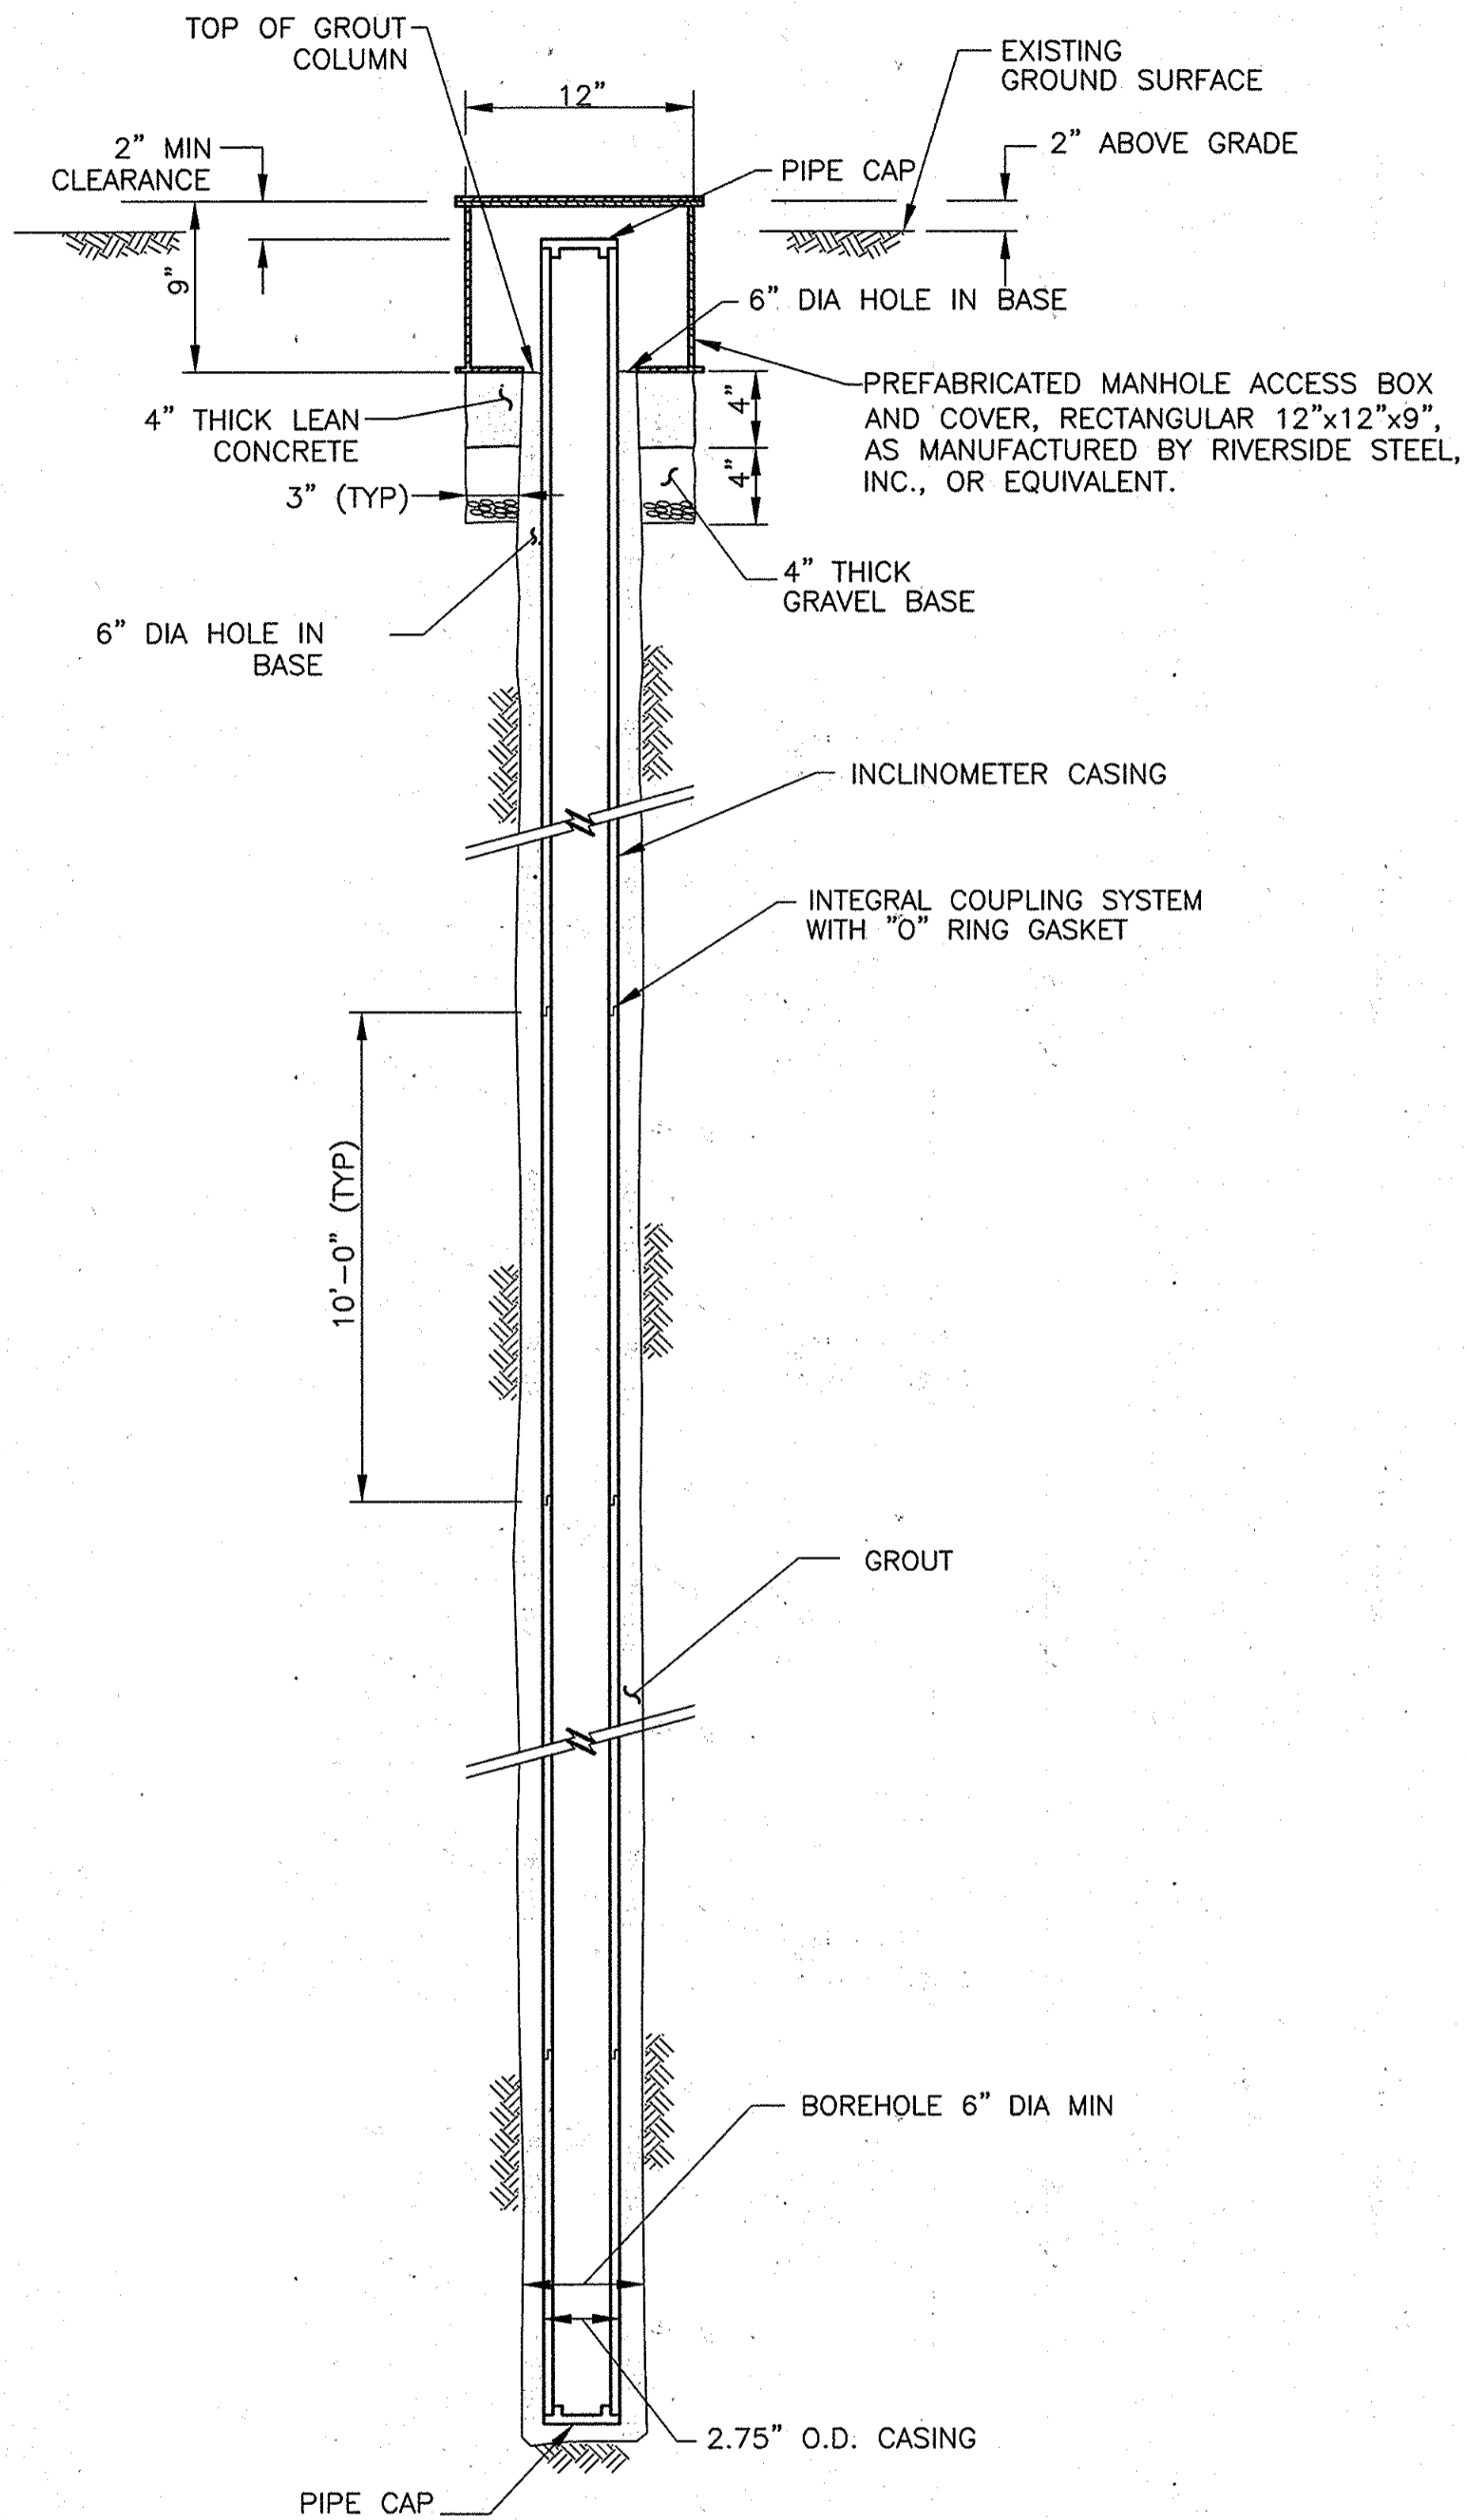 TOP OF GROUT
COLUMN
EXISTING
GROUND SURFACE
12"
2" MIN
CLEARANCE
2" ABOVE GRADE
PIPE CAP
9"
6" DIA HOLE IN BASE
PREFABRICATED MANHOLE ACCESS BOX
AND COVER, RECTANGULAR 12"x12"x9",
AS MANUFACTURED BY RIVERSIDE STEEL,
INC., OR EQUIVALENT.
4" THICK LEAN
CONCRETE
4"
4"
3" (TYP)
4" THICK
GRAVEL BASE
6" DIA HOLE IN
BASE
INCLINOMETER CASING
INTEGRAL COUPLING SYSTEM
WITH "O" RING GASKET
10'-0" (TYP)
GROUT
BOREHOLE 6" DIA MIN
2.75" O.D. CASING
PIPE CAP